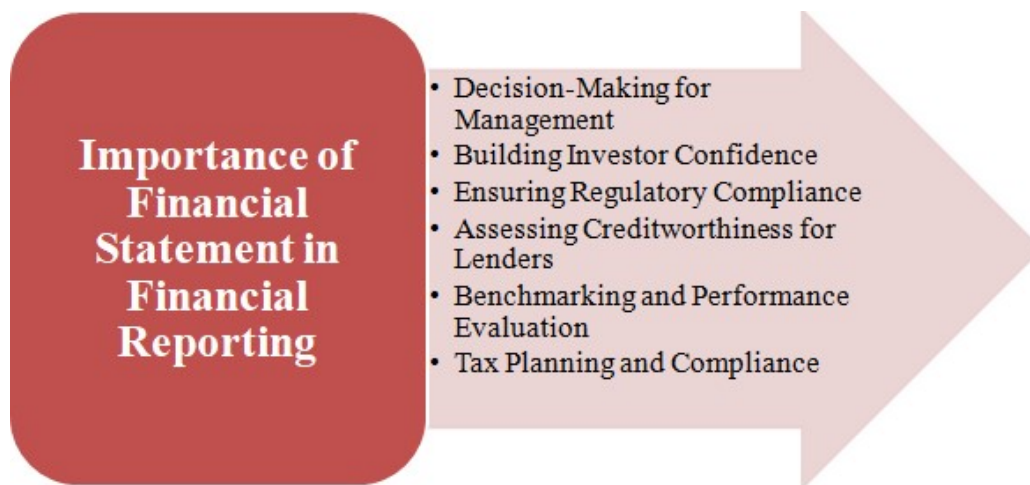 Importance of
Financial
Statement in
Financial
Reporting
• Decision-Making for
Management
• Building Investor Confidence
• Ensuring Regulatory Compliance
• Assessing Creditworthiness for
Lenders
• Benchmarking and Performance
Evaluation
• Tax Planning and Compliance